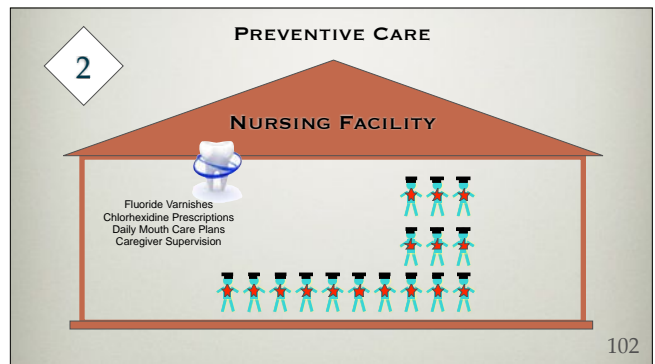 PREVENTIVE CARE
2
NURSING FACILITY
Fluoride Varnishes
Chlorhexidine Prescriptions
Daily Mouth Care Plans
Caregiver Supervision
102